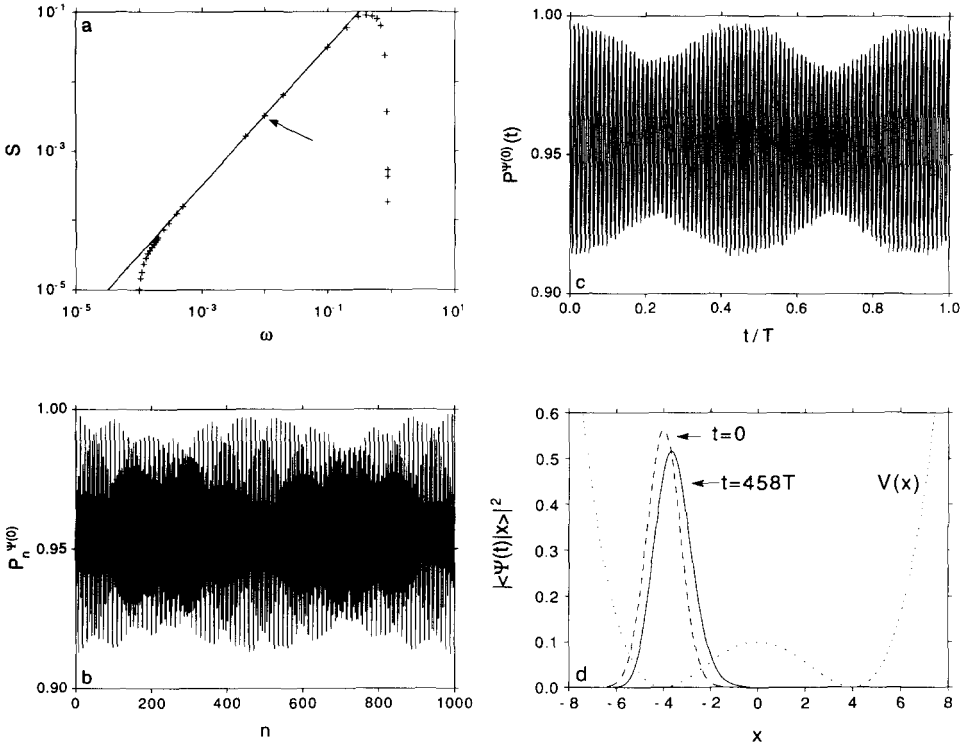 a
S
10⁻¹
10⁻³
10⁻⁵
10⁻⁵ 10⁻³ 10⁻¹ 10¹
ω
c
P^Ψ(0)(t)
1.00
0.95
0.90
0.0 0.2 0.4 0.6 0.8 1.0
t/T
b
Pₙ^Ψ(0)
1.00
0.95
0.90
0 200 400 600 800 1000
n
d
|<Ψ(t)|x>|²
0.6
0.5
0.4
0.3
0.2
0.1
0.0
t=0
t=458T
V(x)
-8 -6 -4 -2 0 2 4 6 8
x